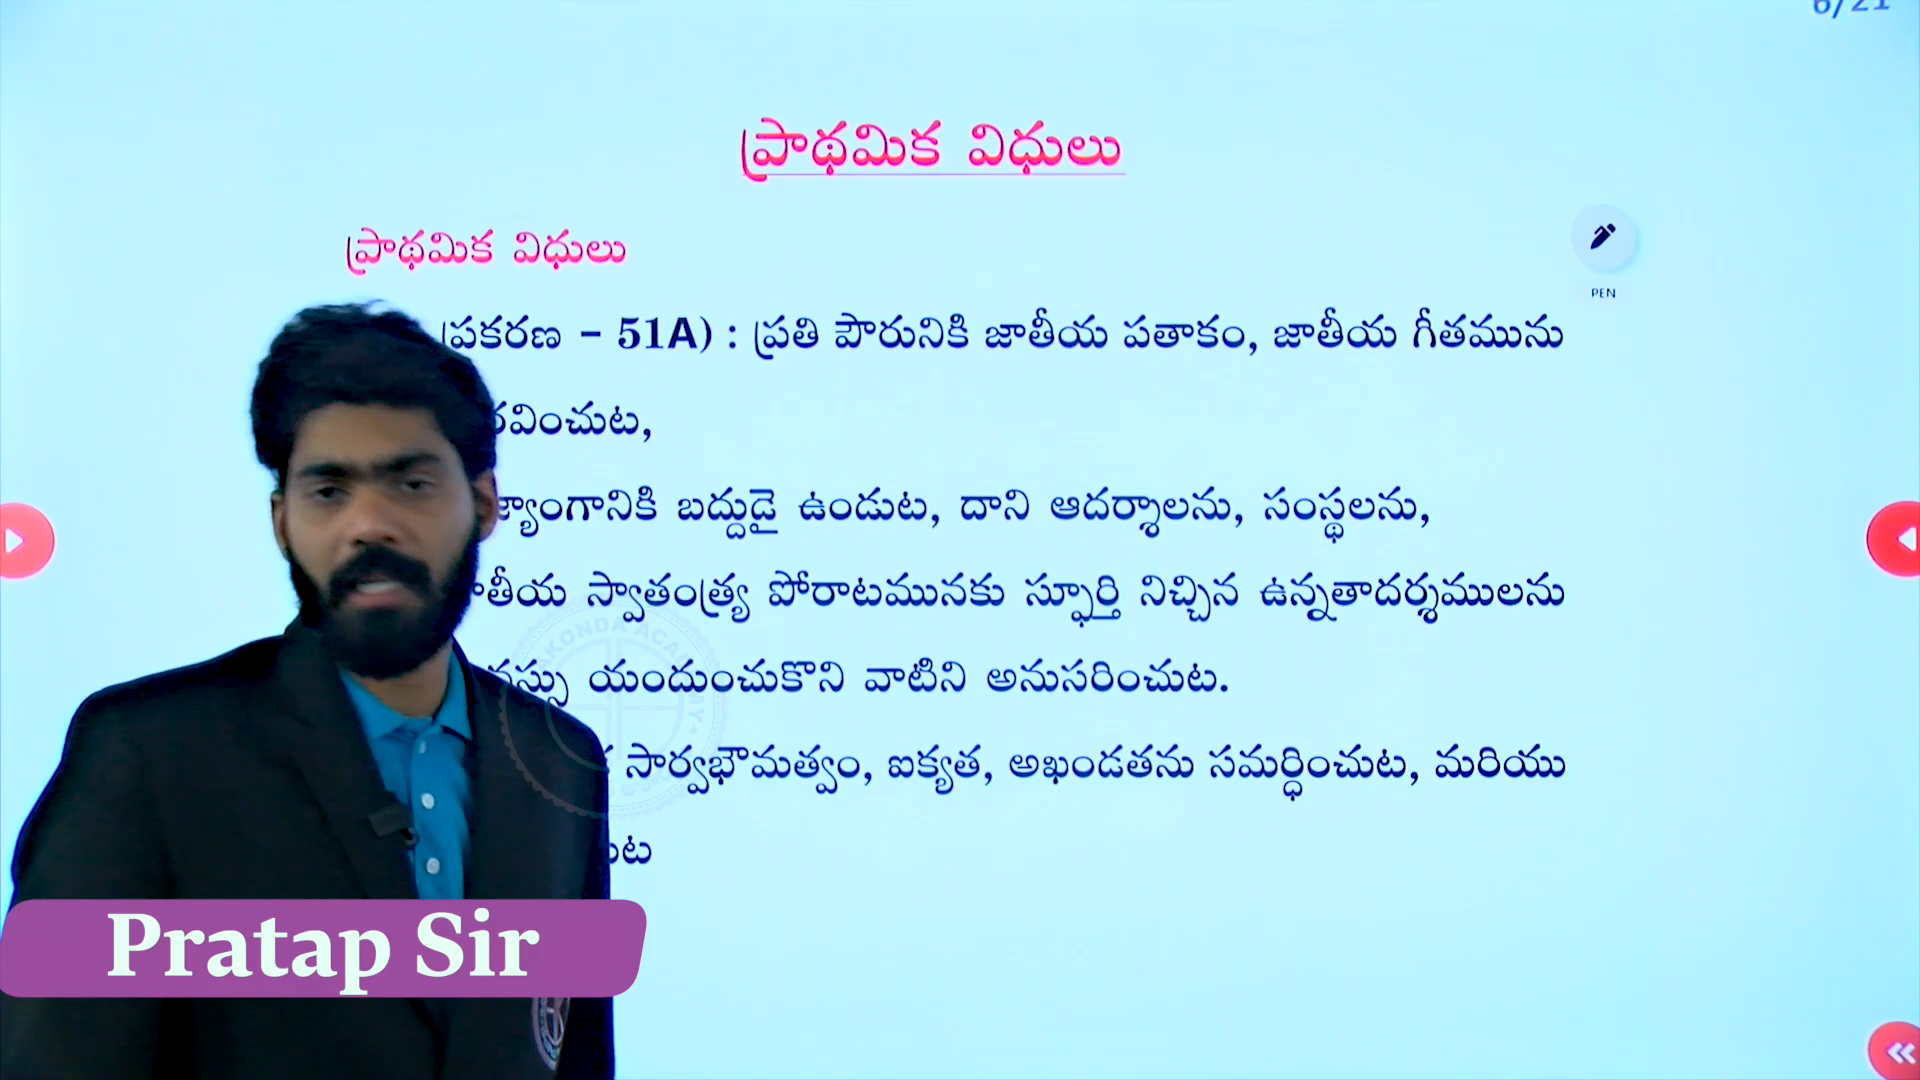 6/21
ప్రాథమిక విధులు
ప్రాథమిక విధులు
PEN
ప్రకరణ – 51A) : ప్రతి పౌరునికి జాతీయ పతాకం, జాతీయ గీతమును
రవించుట,
బద్దుడై ఉండుట, దాని ఆదర్శాలను, సంస్థలను,
స్వాతంత్ర్య పోరాటమునకు స్ఫూర్తి నిచ్చిన ఉన్నతాదర్శములను
యందుంచుకొని వాటిని అనుసరించుట.
సార్వభౌమత్వం, ఐక్యత, అఖండతను సమర్ధించుట, మరియు
Pratap Sir